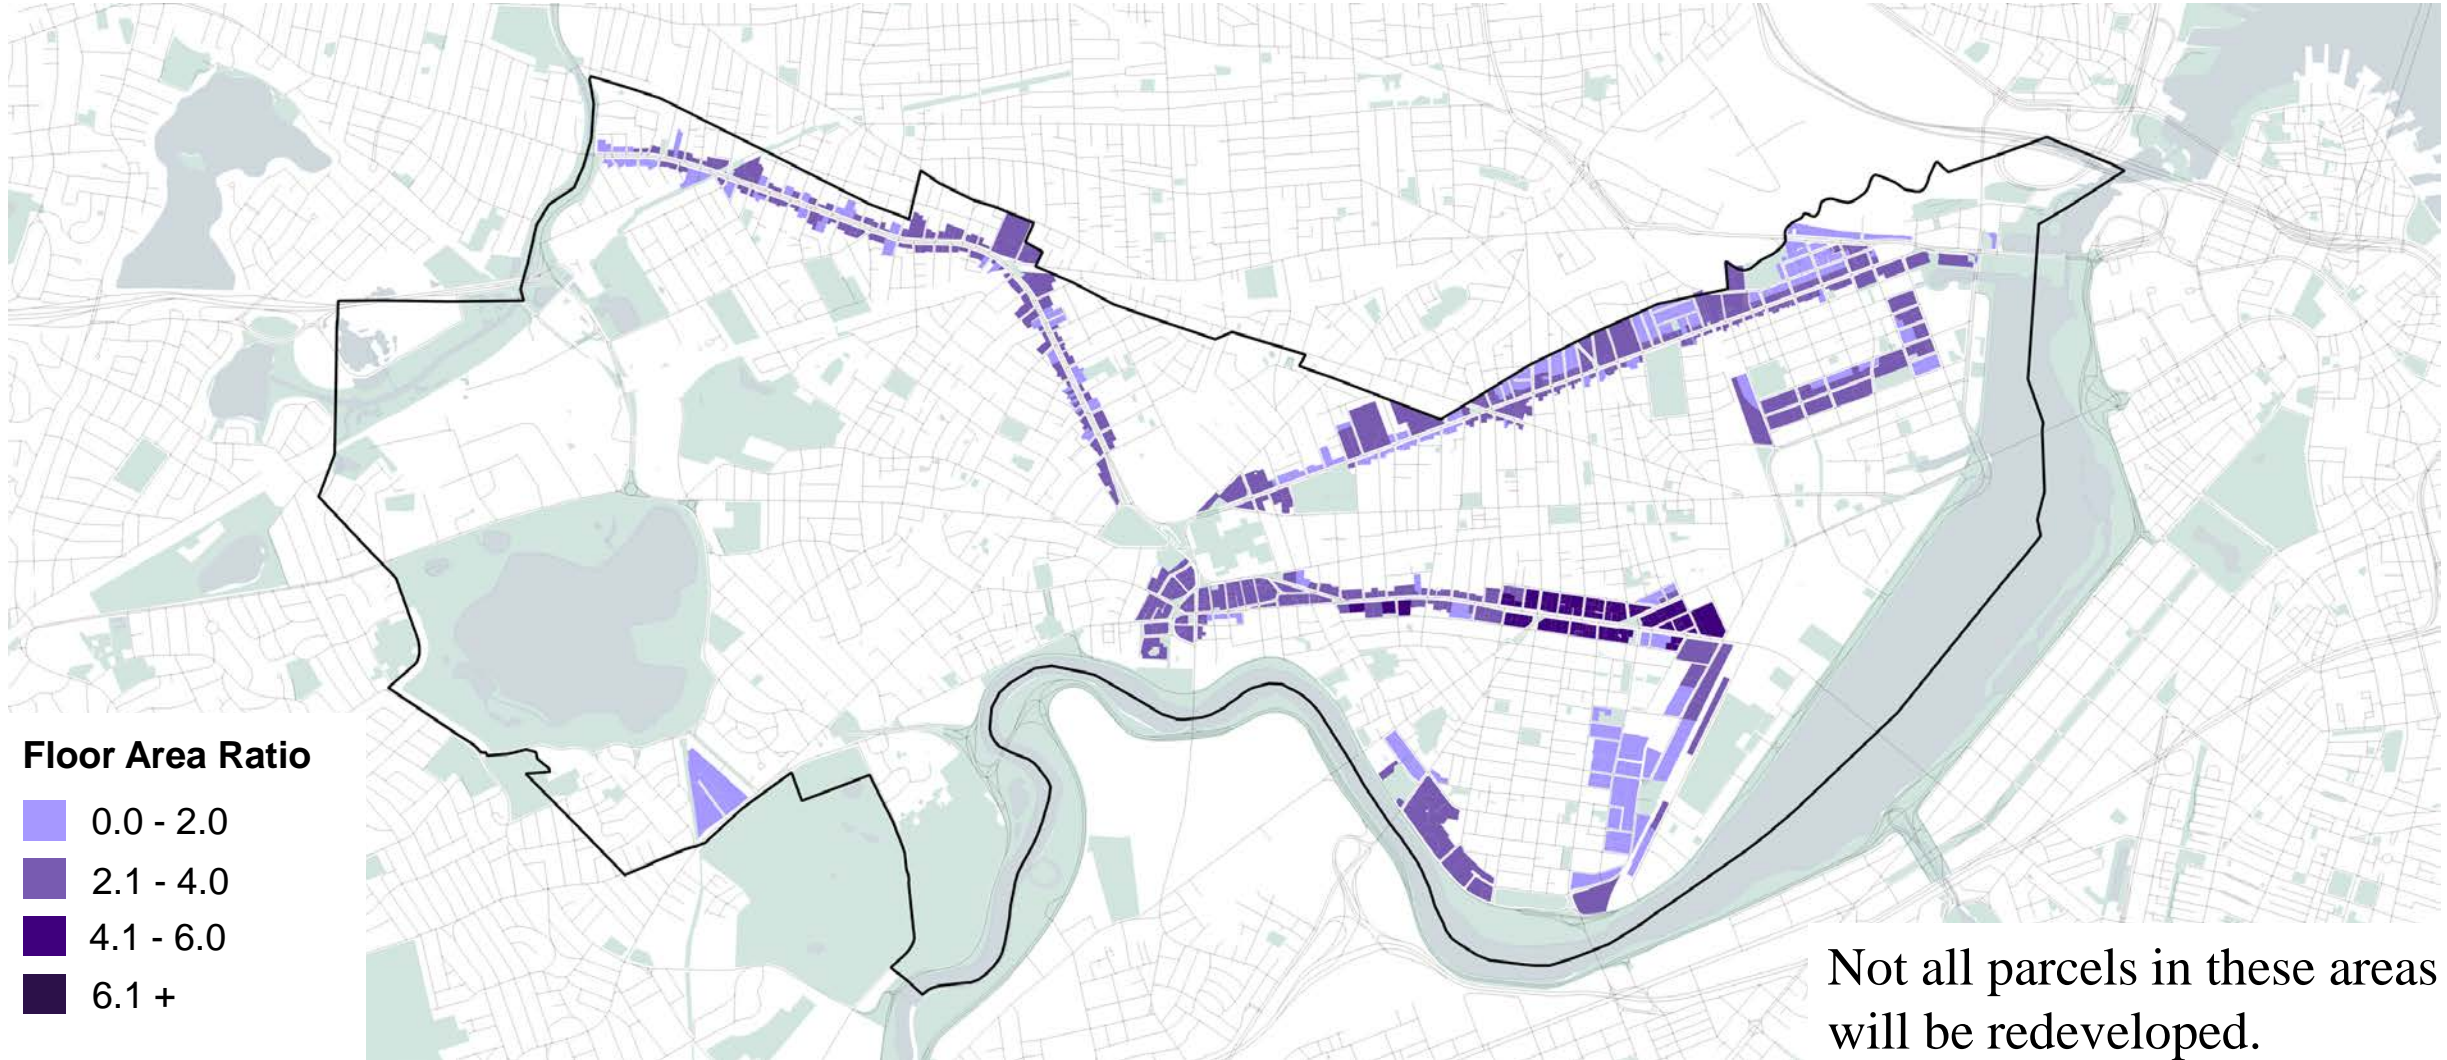 Floor Area Ratio
0.0 - 2.0
2.1 - 4.0
4.1 - 6.0
6.1 +
Not all parcels in these areas
will be redeveloped.